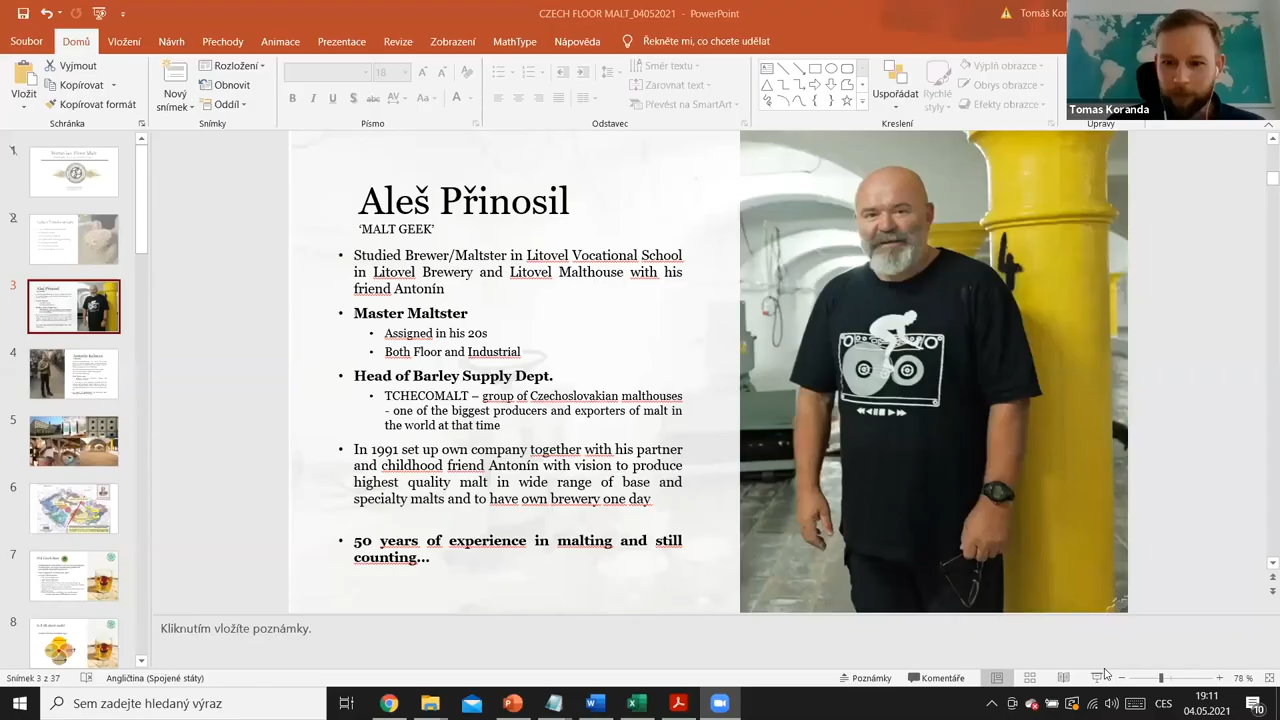 CZECH FLOOR MALT_04052021 - PowerPoint
Tomáš Kor
Soubor
Domů
Vložení
Návrh
Přechody
Animace
Prezentace
Revize
Zobrazení
MathType
Nápověda
Řekněte mi, co chcete udělat
Vložit
Vyjmout
Kopírovat
Kopírovat formát
Schránka
Nový
snímek
Rozložení
Obnovit
Oddíl
Snímky
18
Písmo
Směr textu
Zarovnat text
Převést na SmartArt
Odstavec
Uspořádat
Rychlé
styly
Výplň obrazce
Obrys obrazce
Efekty obrazce
Kreslení
Úpravy
Tomas Koranda
1
2
7
8
Aleš Přinosil
'MALT GEEK'
• Studied Brewer/Maltster in Litovel Vocational School
in Litovel Brewery and Litovel Malthouse with his
friend Antonín
• Master Maltster
• Assigned in his 20s
• Both Floor and Industrial
• Head of Barley Supply Dept.
• TCHECOMALT – group of Czechoslovakian malthouses
- one of the biggest producers and exporters of malt in
the world at that time
• In 1991 set up own company together with his partner
and childhood friend Antonín with vision to produce
highest quality malt in wide range of base and
specialty malts and to have own brewery one day
• 50 years of experience in malting and still
counting...
Kliknutím vložíte poznámky.
Snímek 3 z 37
Angličtina (Spojené státy)
Poznámky
Komentáře
78 %
Sem zadejte hledaný výraz
CES
19:11
04.05.2021
10